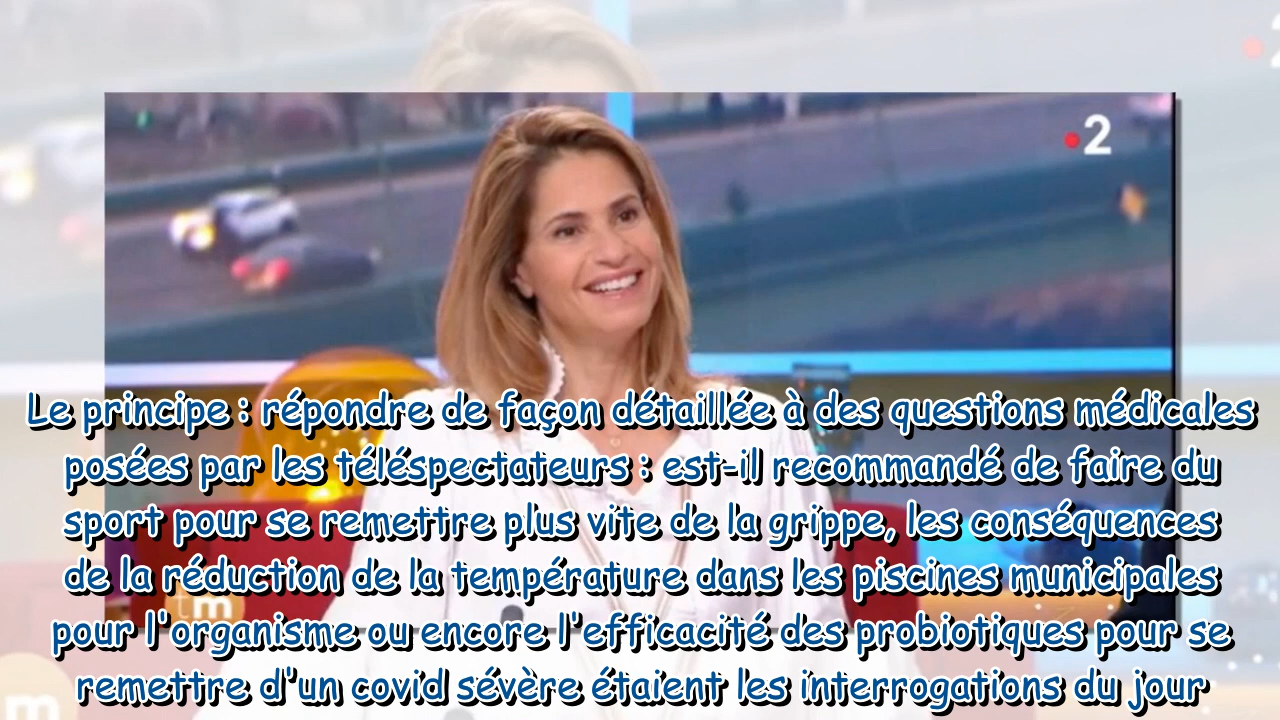 2
Le principe : répondre de façon détaillée à des questions médicales
posées par les téléspectateurs : est-il recommandé de faire du
sport pour se remettre plus vite de la grippe, les conséquences
de la réduction de la température dans les piscines municipales
pour l'organisme ou encore l'efficacité des probiotiques pour se
remettre d'un covid sévère étaient les interrogations du jour
tm
m